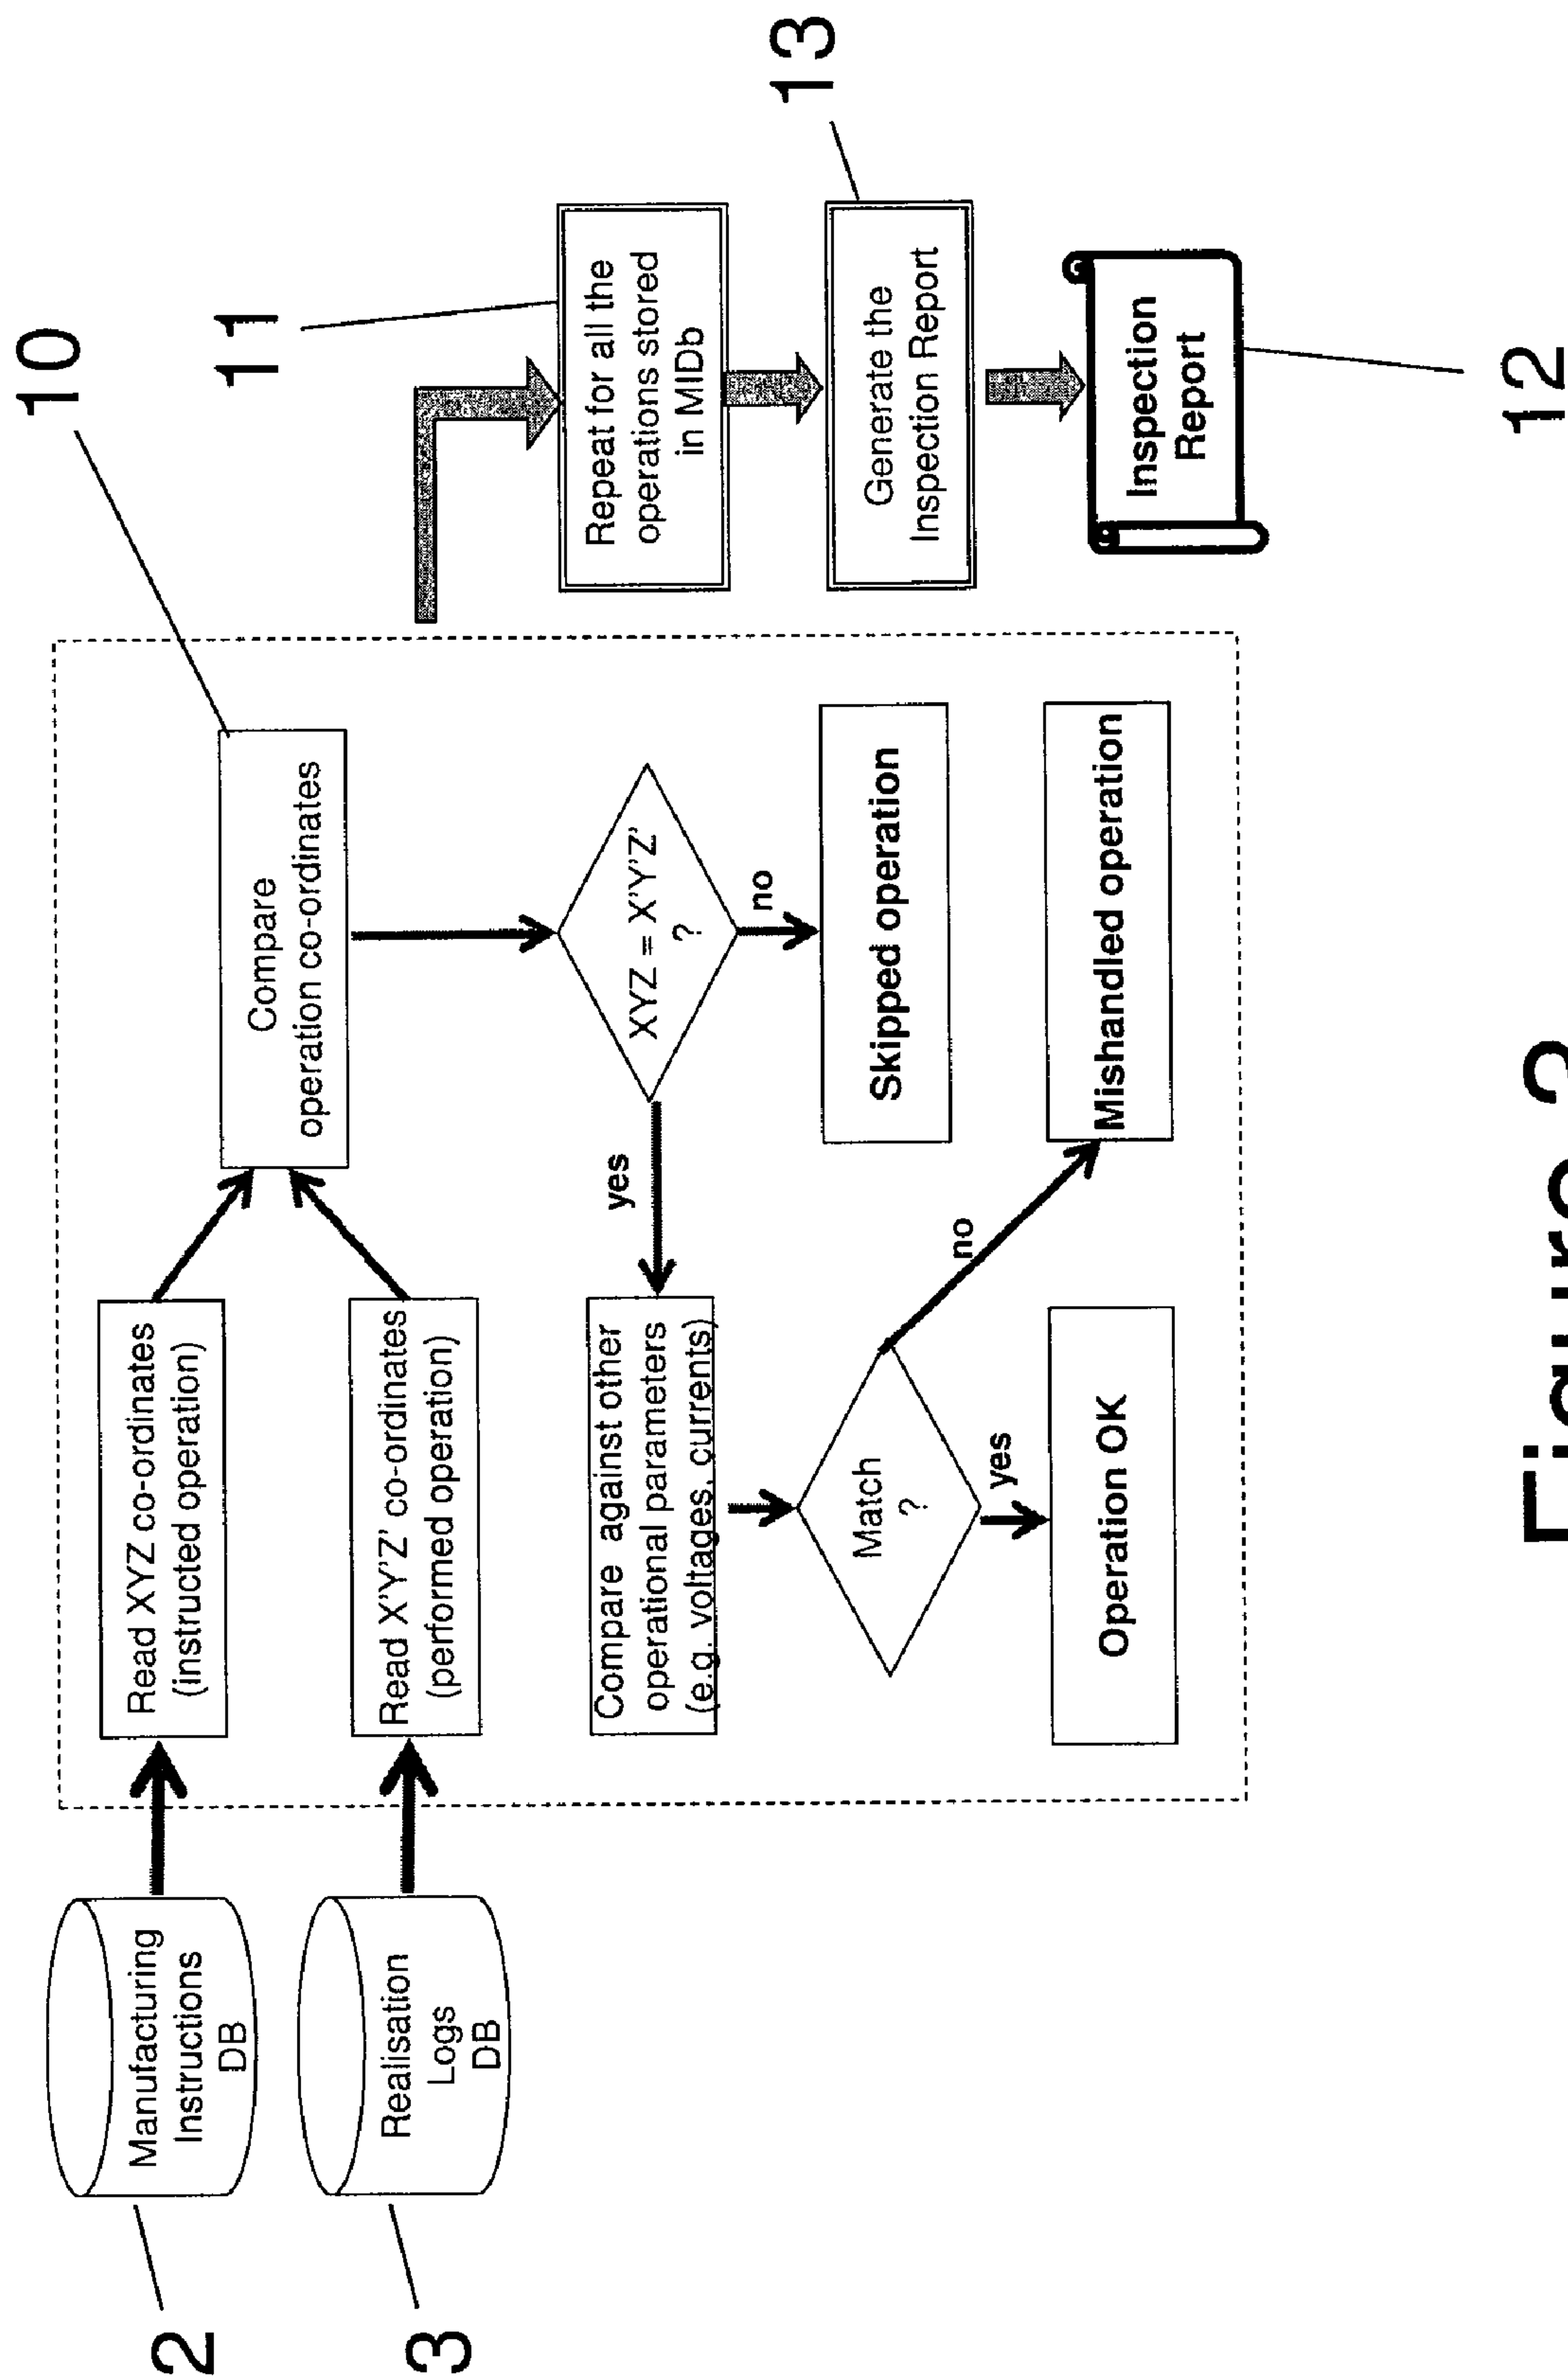 10
11
13
12
2
Manufacturing
Instructions
DB
3
Realisation
Logs
DB
Read XYZ co-ordinates
(instructed operation)
Read X'Y'Z' co-ordinates
(performed operation)
Compare
operation co-ordinates
XYZ = X'Y'Z'
?
yes
no
Compare against other
operational parameters
(e.g. voltages, currents)
Skipped operation
Match
?
no
yes
Operation OK
Mishandled operation
Repeat for all the
operations stored
in MIDb
Generate the
Inspection Report
Inspection
Report
Figure